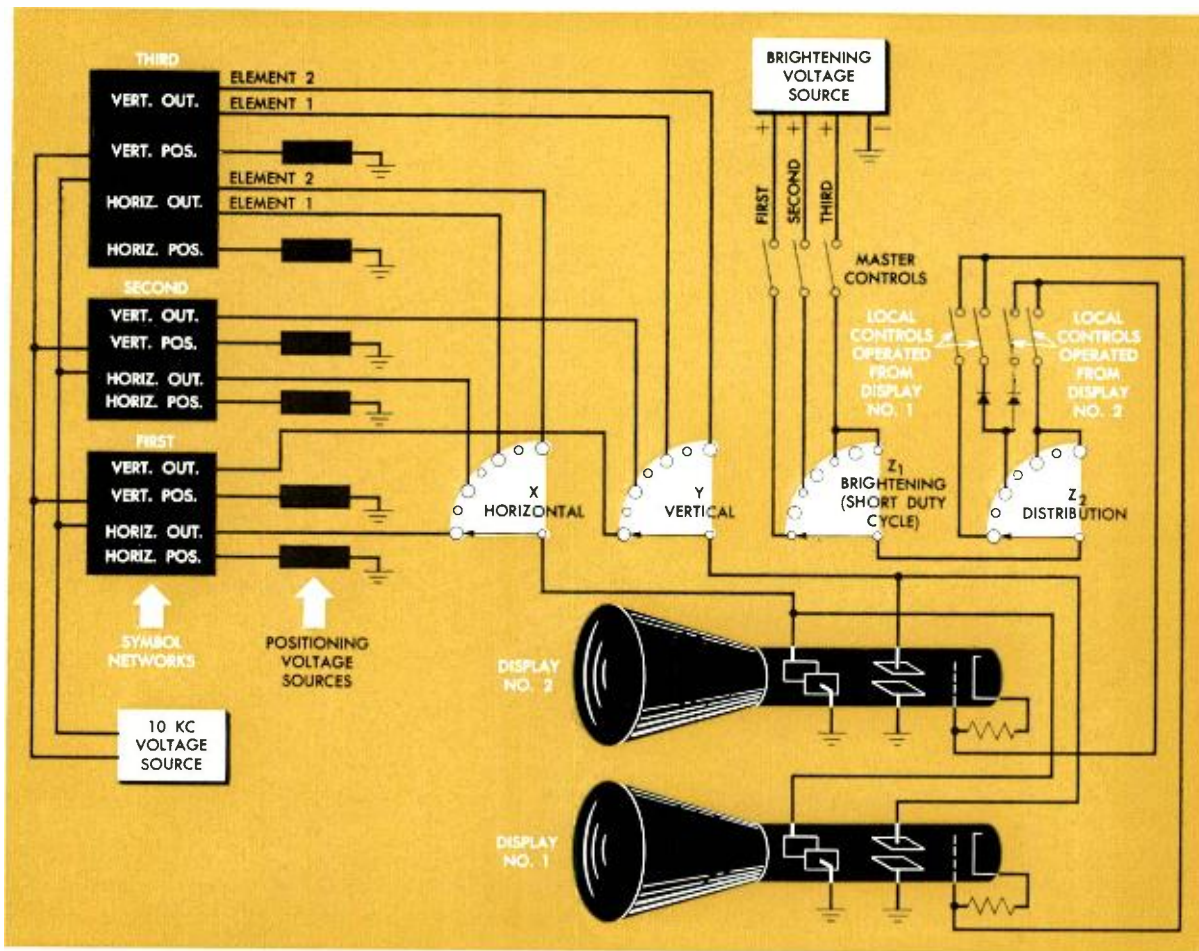 THIRD
VERT. OUT.
VERT. POS.
HORIZ. OUT.
HORIZ. POS.
ELEMENT 2
ELEMENT 1
ELEMENT 2
ELEMENT 1
SECOND
VERT. OUT.
VERT. POS.
HORIZ. OUT.
HORIZ. POS.
FIRST
VERT. OUT.
VERT. POS.
HORIZ. OUT.
HORIZ. POS.
SYMBOL
NETWORKS
POSITIONING
VOLTAGE
SOURCES
10 KC
VOLTAGE
SOURCE
BRIGHTENING
VOLTAGE
SOURCE
+ + + -
FIRST
SECOND
THIRD
MASTER
CONTROLS
LOCAL
CONTROLS
OPERATED
FROM
DISPLAY
NO. 1
LOCAL
CONTROLS
OPERATED
FROM
DISPLAY
NO. 2
X
HORIZONTAL
Y
VERTICAL
Z1
BRIGHTENING
(SHORT DUTY
CYCLE)
Z2
DISTRIBUTION
DISPLAY
NO. 2
DISPLAY
NO. 1